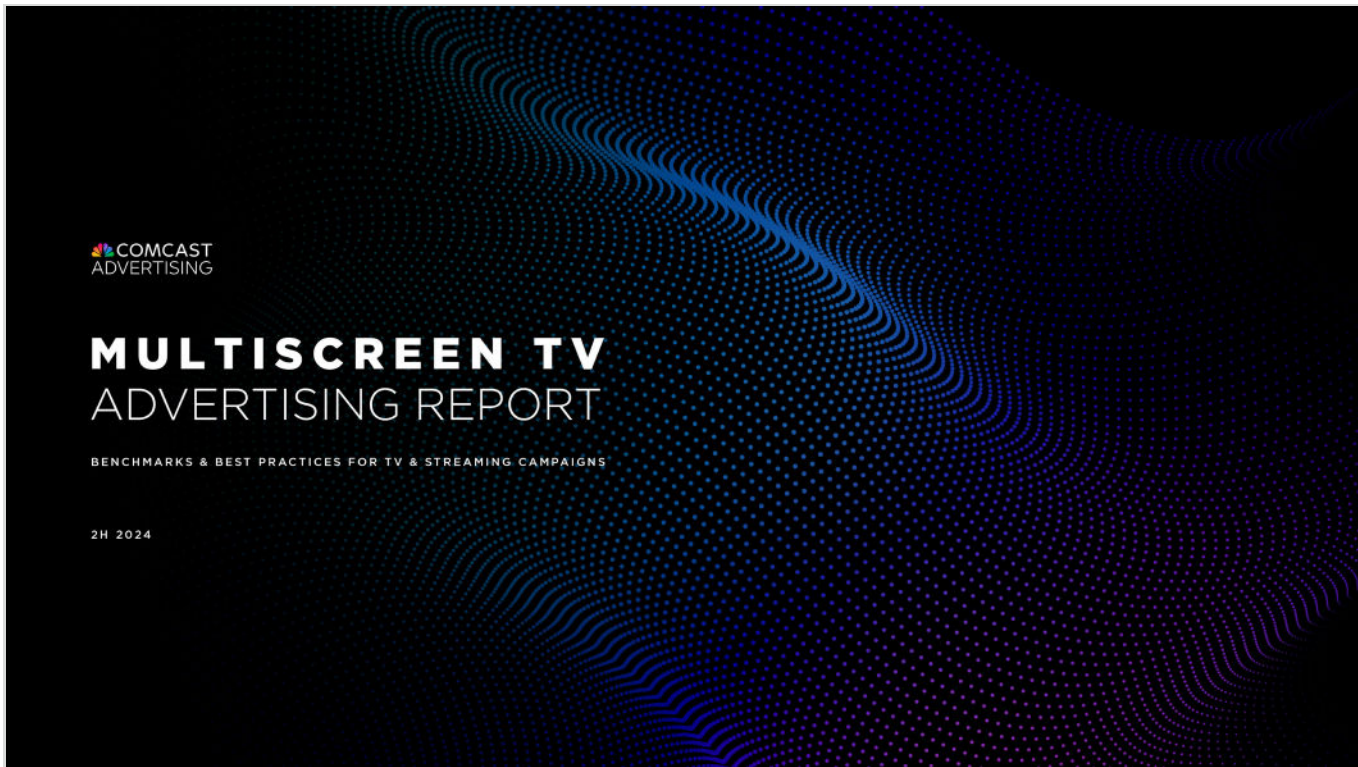 COMCAST
ADVERTISING
MULTISCREEN TV
ADVERTISING REPORT
BENCHMARKS & BEST PRACTICES FOR TV & STREAMING CAMPAIGNS
2H 2024